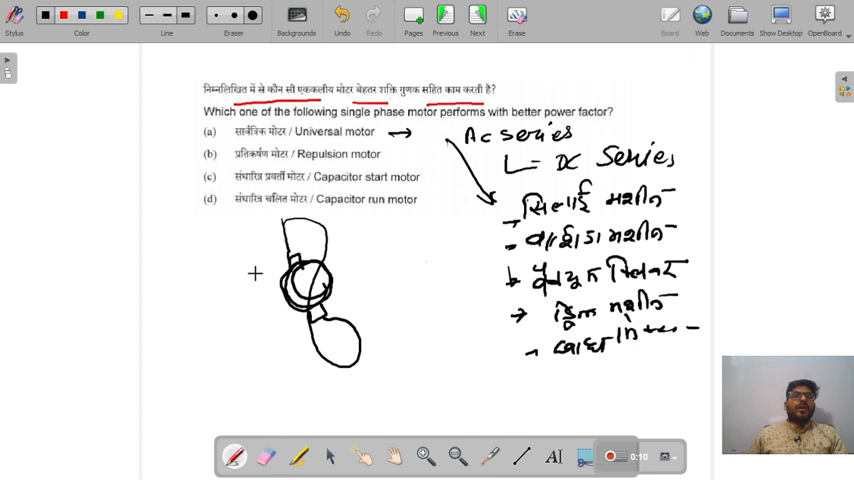 Stylus
Color
Line
Eraser
Backgrounds
Undo
Redo
Pages
Previous
Next
Erase
Board
Web
Documents
Show Desktop
OpenBoard
निम्नलिखित में से कौन सी एककलीय मोटर बेहतर शक्ति गुणक सहित काम करती है?
Which one of the following single phase motor performs with better power factor?
(a) सार्वत्रिक मोटर / Universal motor
(b) प्रतिकर्षण मोटर / Repulsion motor
(c) संधारित्र प्रवर्ती मोटर / Capacitor start motor
(d) संधारित्र चलित मोटर / Capacitor run motor
AC series
DC Series
सिलाई मशीन
मशीन
मशीन
0:10